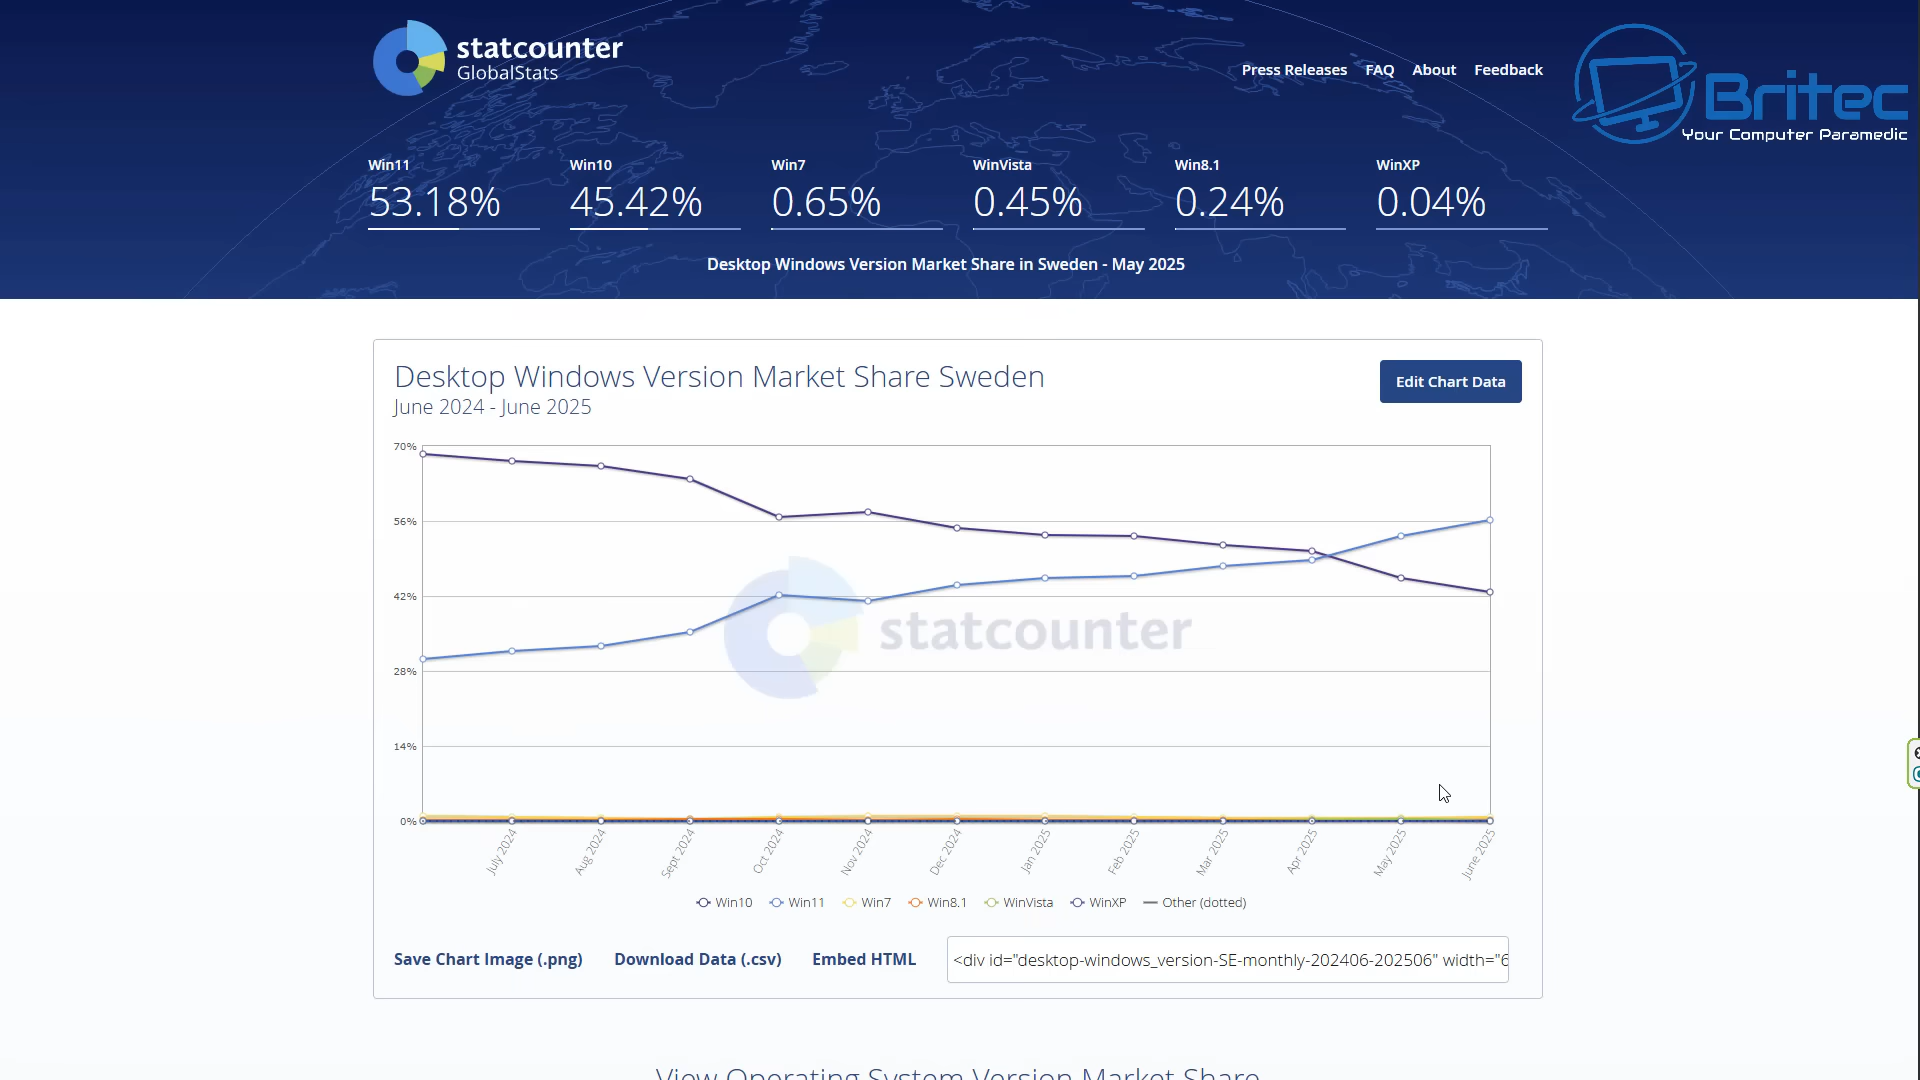 statcounter
GlobalStats
Press Releases FAQ About Feedback
Britec
Your Computer Paramedic
Win11 Win10 Win7 WinVista Win8.1 WinXP
53.18% 45.42% 0.65% 0.45% 0.24% 0.04%
Desktop Windows Version Market Share in Sweden - May 2025
Desktop Windows Version Market Share Sweden
June 2024 - June 2025
Edit Chart Data
70%
56%
42%
28%
14%
0%
statcounter
July 2024 Aug 2024 Sept 2024 Oct 2024 Nov 2024 Dec 2024 Jan 2025 Feb 2025 Mar 2025 Apr 2025 May 2025 June 2025
Win10 Win11 Win7 Win8.1 WinVista WinXP Other (dotted)
Save Chart Image (.png) Download Data (.csv) Embed HTML <div id="desktop-windows_version-SE-monthly-202406-202506" width="6
View Operating System Version Market Share